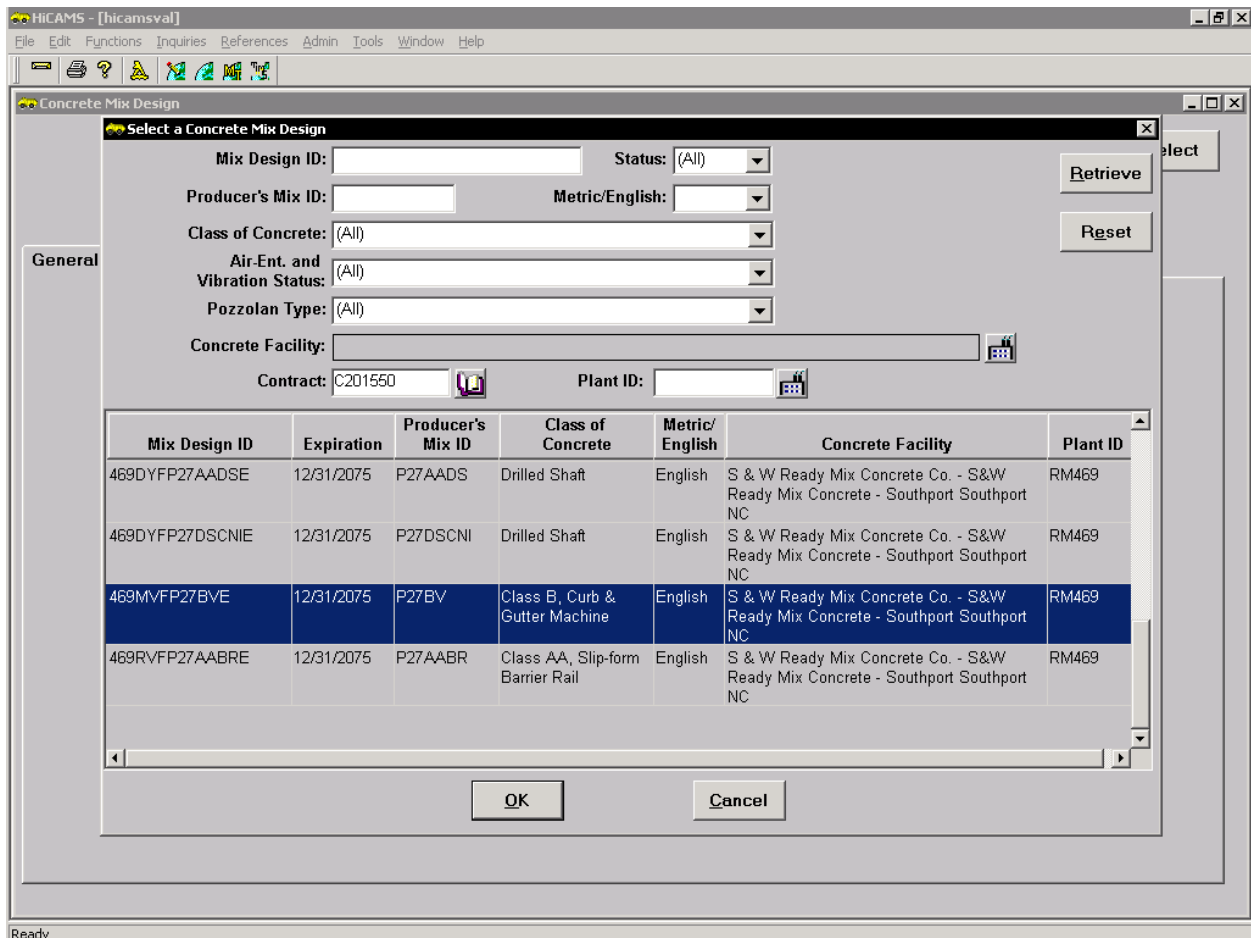 HiCAMS - [hicamsval]
File Edit Functions Inquiries References Admin Tools Window Help
Concrete Mix Design
Select a Concrete Mix Design
Mix Design ID: Status: (All)
Retrieve
elect
Producer's Mix ID: Metric/English:
Class of Concrete: (All)
Reset
General
Air-Ent. and
Vibration Status: (All)
Pozzolan Type: (All)
Concrete Facility:
Contract: C201550 Plant ID:
Mix Design ID Expiration Producer's Mix ID Class of Concrete Metric/English Concrete Facility Plant ID
469DYFP27AADSE 12/31/2075 P27AADS Drilled Shaft English S & W Ready Mix Concrete Co. - S&W RM469
Ready Mix Concrete - Southport Southport
NC
469DYFP27DSCNIE 12/31/2075 P27DSCNI Drilled Shaft English S & W Ready Mix Concrete Co. - S&W RM469
Ready Mix Concrete - Southport Southport
NC
469MVFP27BVE 12/31/2075 P27BV Class B, Curb & English S & W Ready Mix Concrete Co. - S&W RM469
Gutter Machine Ready Mix Concrete - Southport Southport
NC
469RVFP27AABRE 12/31/2075 P27AABR Class AA, Slip-form English S & W Ready Mix Concrete Co. - S&W RM469
Barrier Rail Ready Mix Concrete - Southport Southport
NC
OK Cancel
Ready